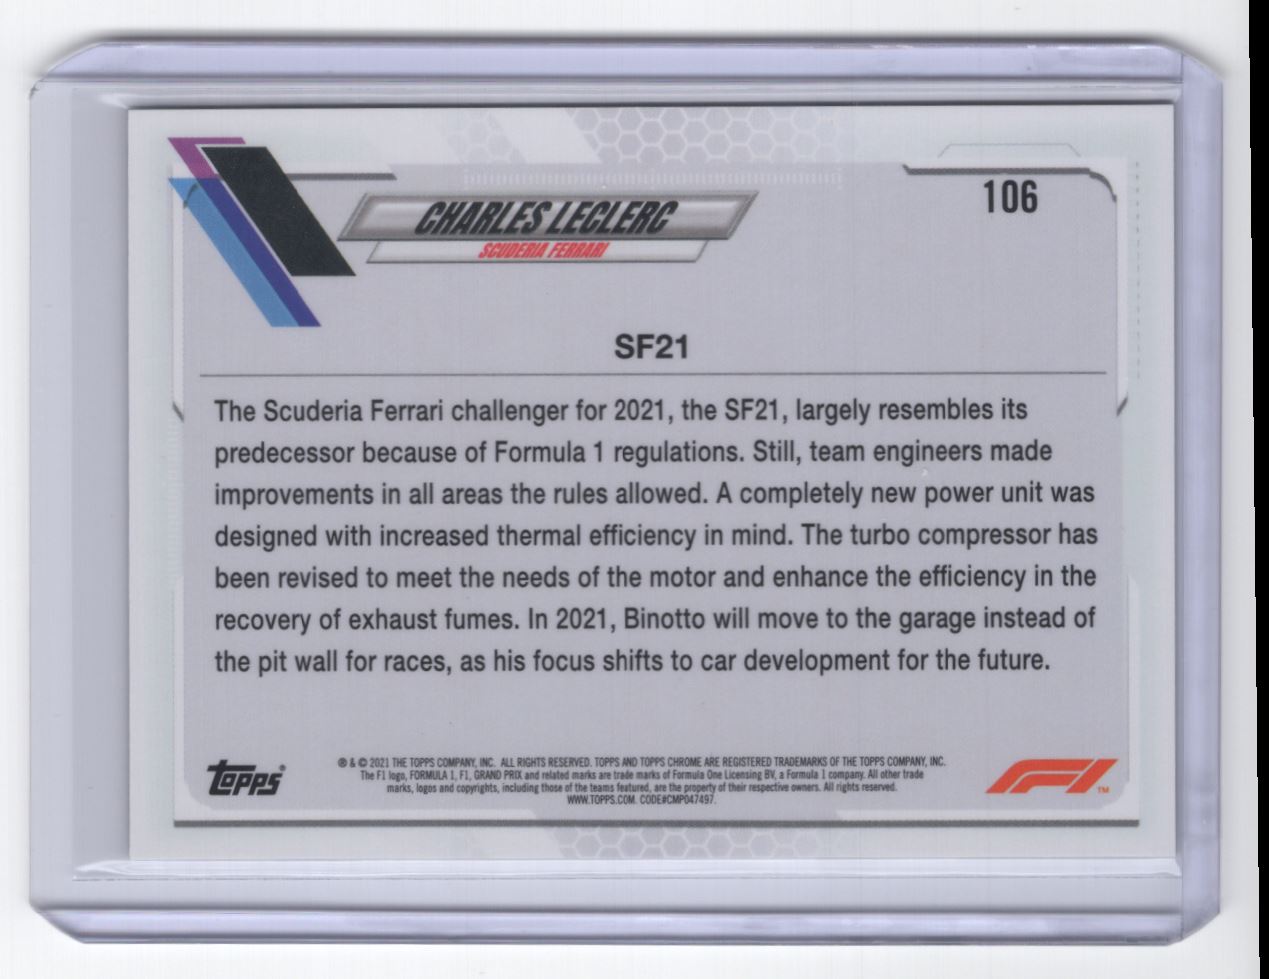 106
CHARLES LECLERC
SCUDERIA FERRARI
SF21
The Scuderia Ferrari challenger for 2021, the SF21, largely resembles its
predecessor because of Formula 1 regulations. Still, team engineers made
improvements in all areas the rules allowed. A completely new power unit was
designed with increased thermal efficiency in mind. The turbo compressor has
been revised to meet the needs of the motor and enhance the efficiency in the
recovery of exhaust fumes. In 2021, Binotto will move to the garage instead of
the pit wall for races, as his focus shifts to car development for the future.
TOPPS®
® & © 2021 THE TOPPS COMPANY, INC. ALL RIGHTS RESERVED. TOPPS AND TOPPS CHROME ARE REGISTERED TRADEMARKS OF THE TOPPS COMPANY, INC.
The F1 logo, FORMULA 1, F1, GRAND PRIX and related marks are trade marks of Formula One Licensing BV, a Formula 1 company. All other trade
marks, logos and copyrights, including those of the teams featured, are the property of their respective owners. All rights reserved.
WWW.TOPPS.COM. CODE#CMP047497.
F1™